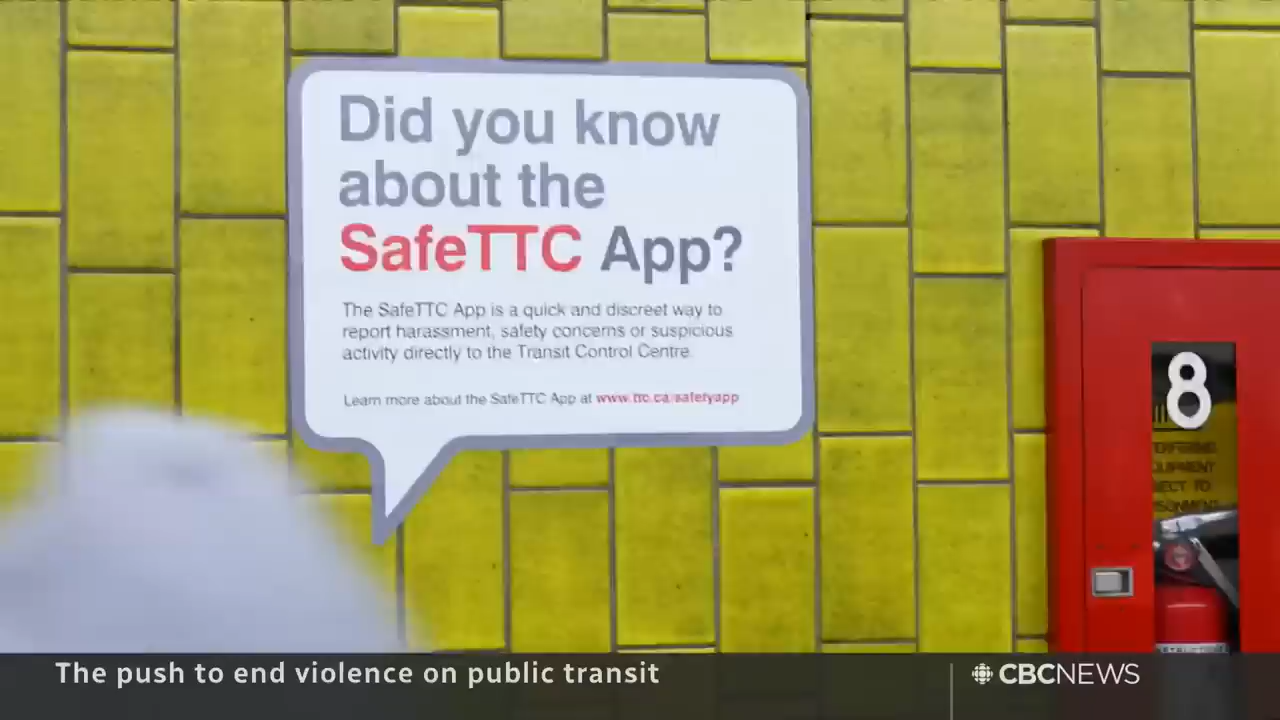 Did you know
about the
SafeTTC App?
The SafeTTC App is a quick and discreet way to
report harassment, safety concerns or suspicious
activity directly to the Transit Control Centre.
Learn more about the SafeTTC App at www.ttc.ca/safetyapp
8
The push to end violence on public transit
CBCNEWS